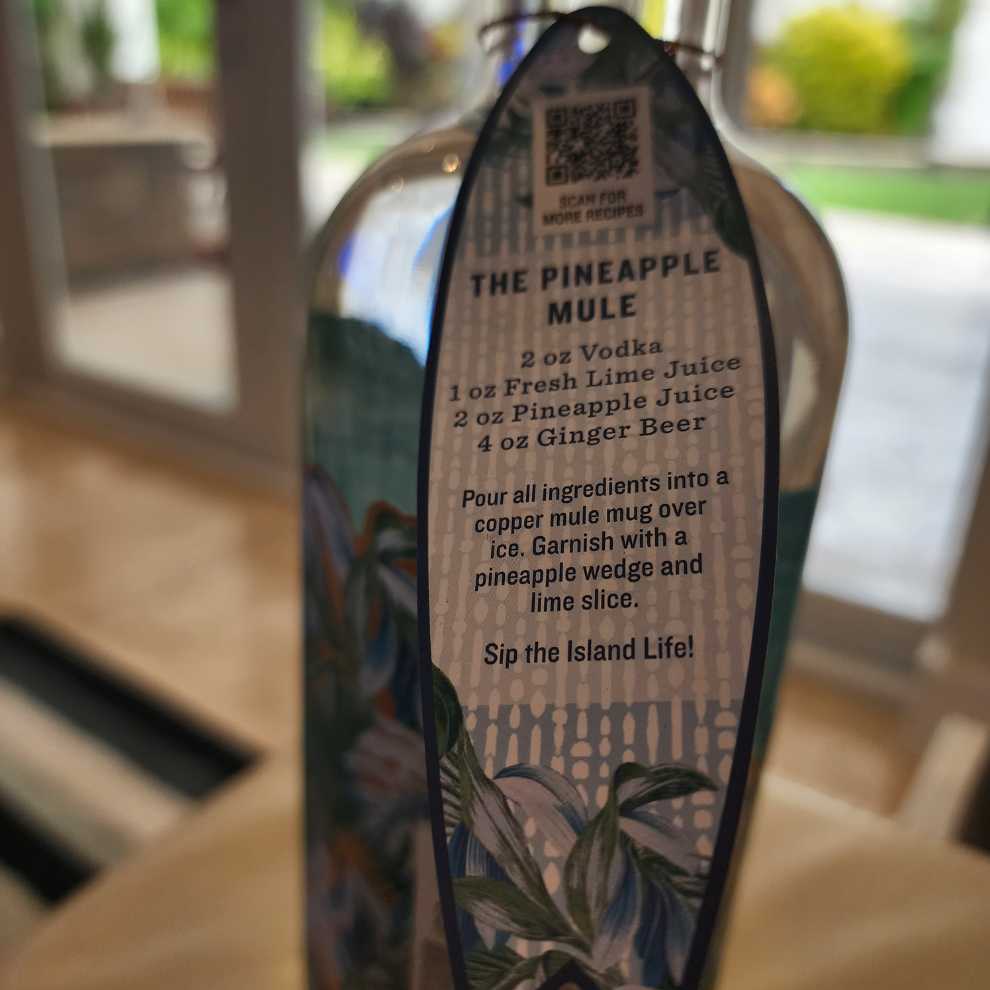 SCAN FOR
MORE RECIPES
THE PINEAPPLE
MULE
2 oz Vodka
1 oz Fresh Lime Juice
2 oz Pineapple Juice
4 oz Ginger Beer
Pour all ingredients into a
copper mule mug over
ice. Garnish with a
pineapple wedge and
lime slice.
Sip the Island Life!